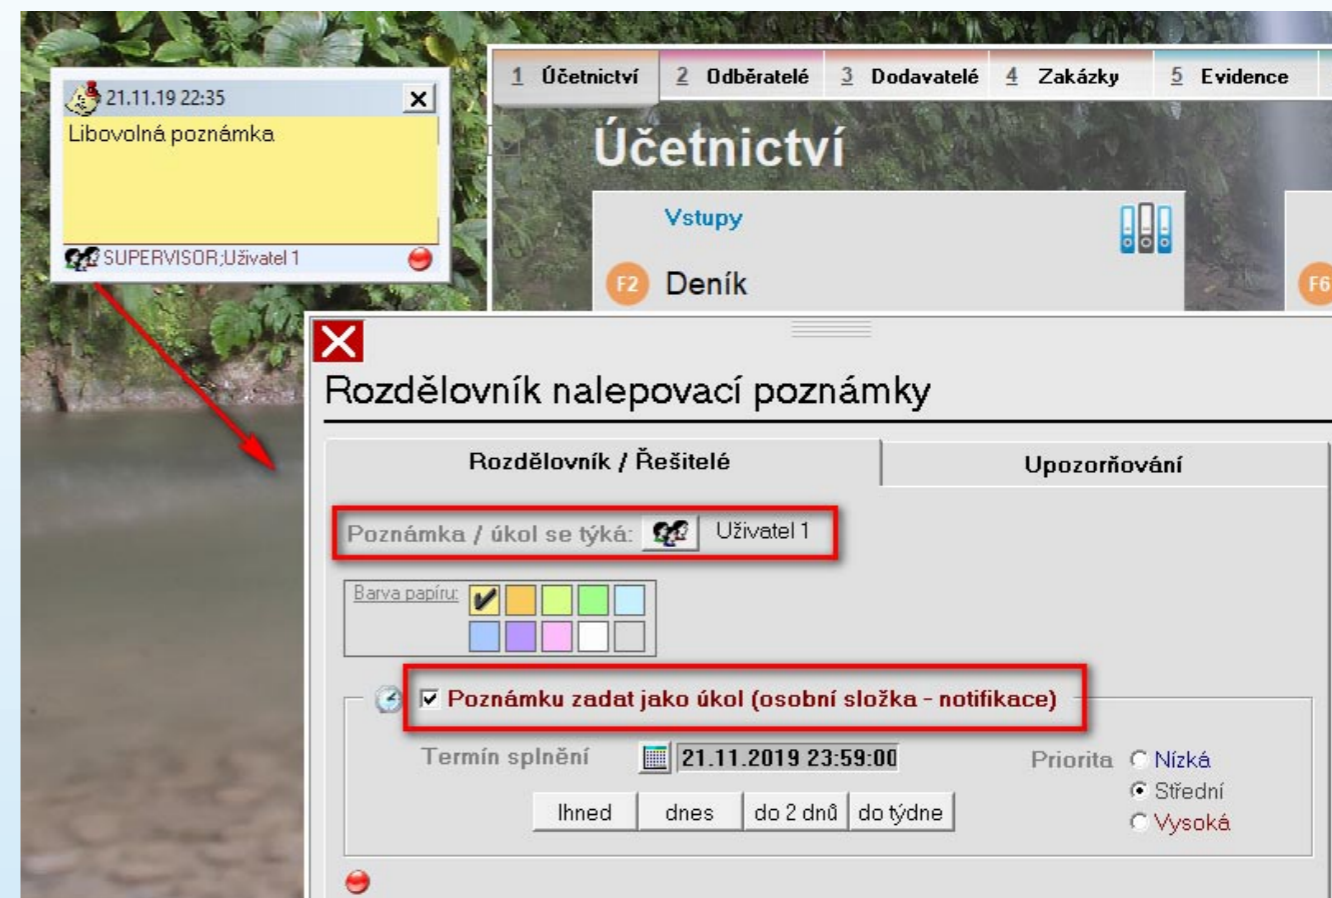 21.11.19 22:35
Libovolná poznámka
SUPERVISOR;Uživatel 1
1 Účetnictví 2 Odběratelé 3 Dodavatelé 4 Zakázky 5 Evidence
Účetnictví
Vstupy
F2 Deník
F6
Rozdělovník nalepovací poznámky
Rozdělovník / Řešitelé Upozorňování
Poznámka / úkol se týká: Uživatel 1
Barva papíru:
Poznámku zadat jako úkol (osobní složka - notifikace)
Termín splnění 21.11.2019 23:59:00 Priorita Nízká
Střední
Ihned dnes do 2 dnů do týdne
Vysoká